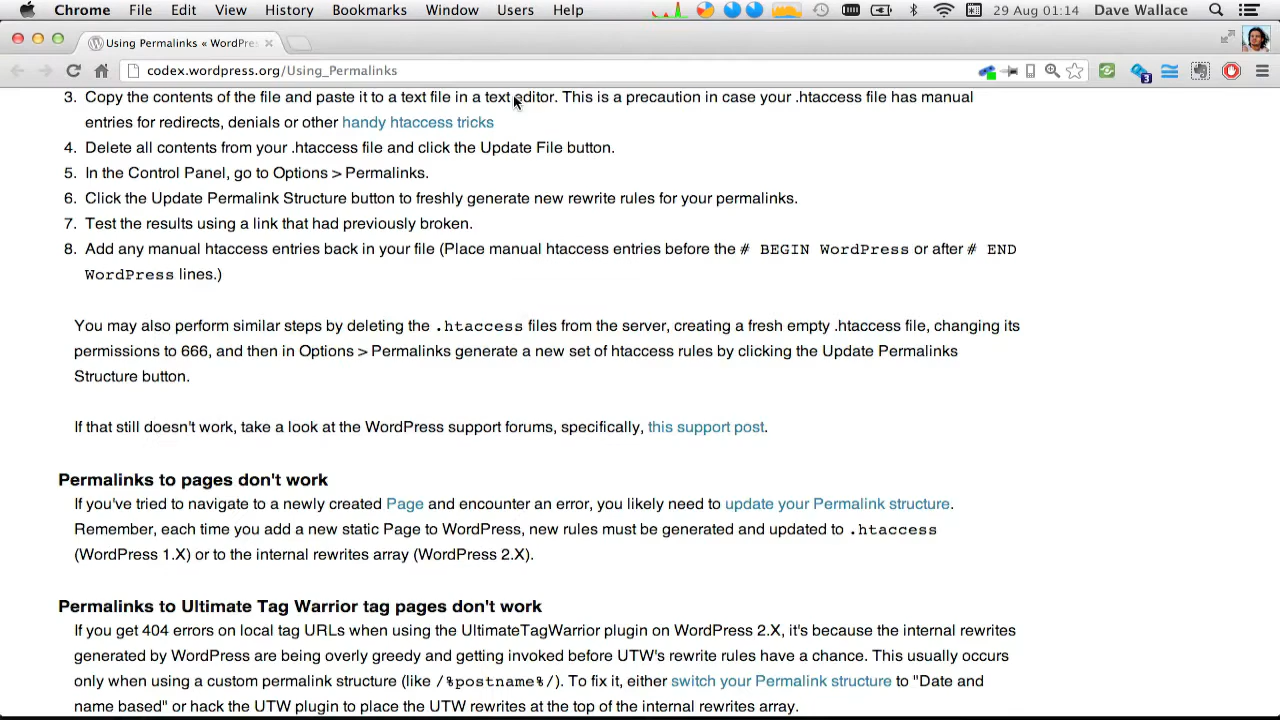 Chrome File Edit View History Bookmarks Window Users Help 29 Aug 01:14 Dave Wallace
Using Permalinks « WordPres
codex.wordpress.org/Using_Permalinks 3
3. Copy the contents of the file and paste it to a text file in a text editor. This is a precaution in case your .htaccess file has manual
entries for redirects, denials or other handy htaccess tricks
4. Delete all contents from your .htaccess file and click the Update File button.
5. In the Control Panel, go to Options > Permalinks.
6. Click the Update Permalink Structure button to freshly generate new rewrite rules for your permalinks.
7. Test the results using a link that had previously broken.
8. Add any manual htaccess entries back in your file (Place manual htaccess entries before the # BEGIN WordPress or after # END
WordPress lines.)
You may also perform similar steps by deleting the .htaccess files from the server, creating a fresh empty .htaccess file, changing its
permissions to 666, and then in Options > Permalinks generate a new set of htaccess rules by clicking the Update Permalinks
Structure button.
If that still doesn't work, take a look at the WordPress support forums, specifically, this support post.
Permalinks to pages don't work
If you've tried to navigate to a newly created Page and encounter an error, you likely need to update your Permalink structure.
Remember, each time you add a new static Page to WordPress, new rules must be generated and updated to .htaccess
(WordPress 1.X) or to the internal rewrites array (WordPress 2.X).
Permalinks to Ultimate Tag Warrior tag pages don't work
If you get 404 errors on local tag URLs when using the UltimateTagWarrior plugin on WordPress 2.X, it's because the internal rewrites
generated by WordPress are being overly greedy and getting invoked before UTW's rewrite rules have a chance. This usually occurs
only when using a custom permalink structure (like /%postname%/). To fix it, either switch your Permalink structure to "Date and
name based" or hack the UTW plugin to place the UTW rewrites at the top of the internal rewrites array.